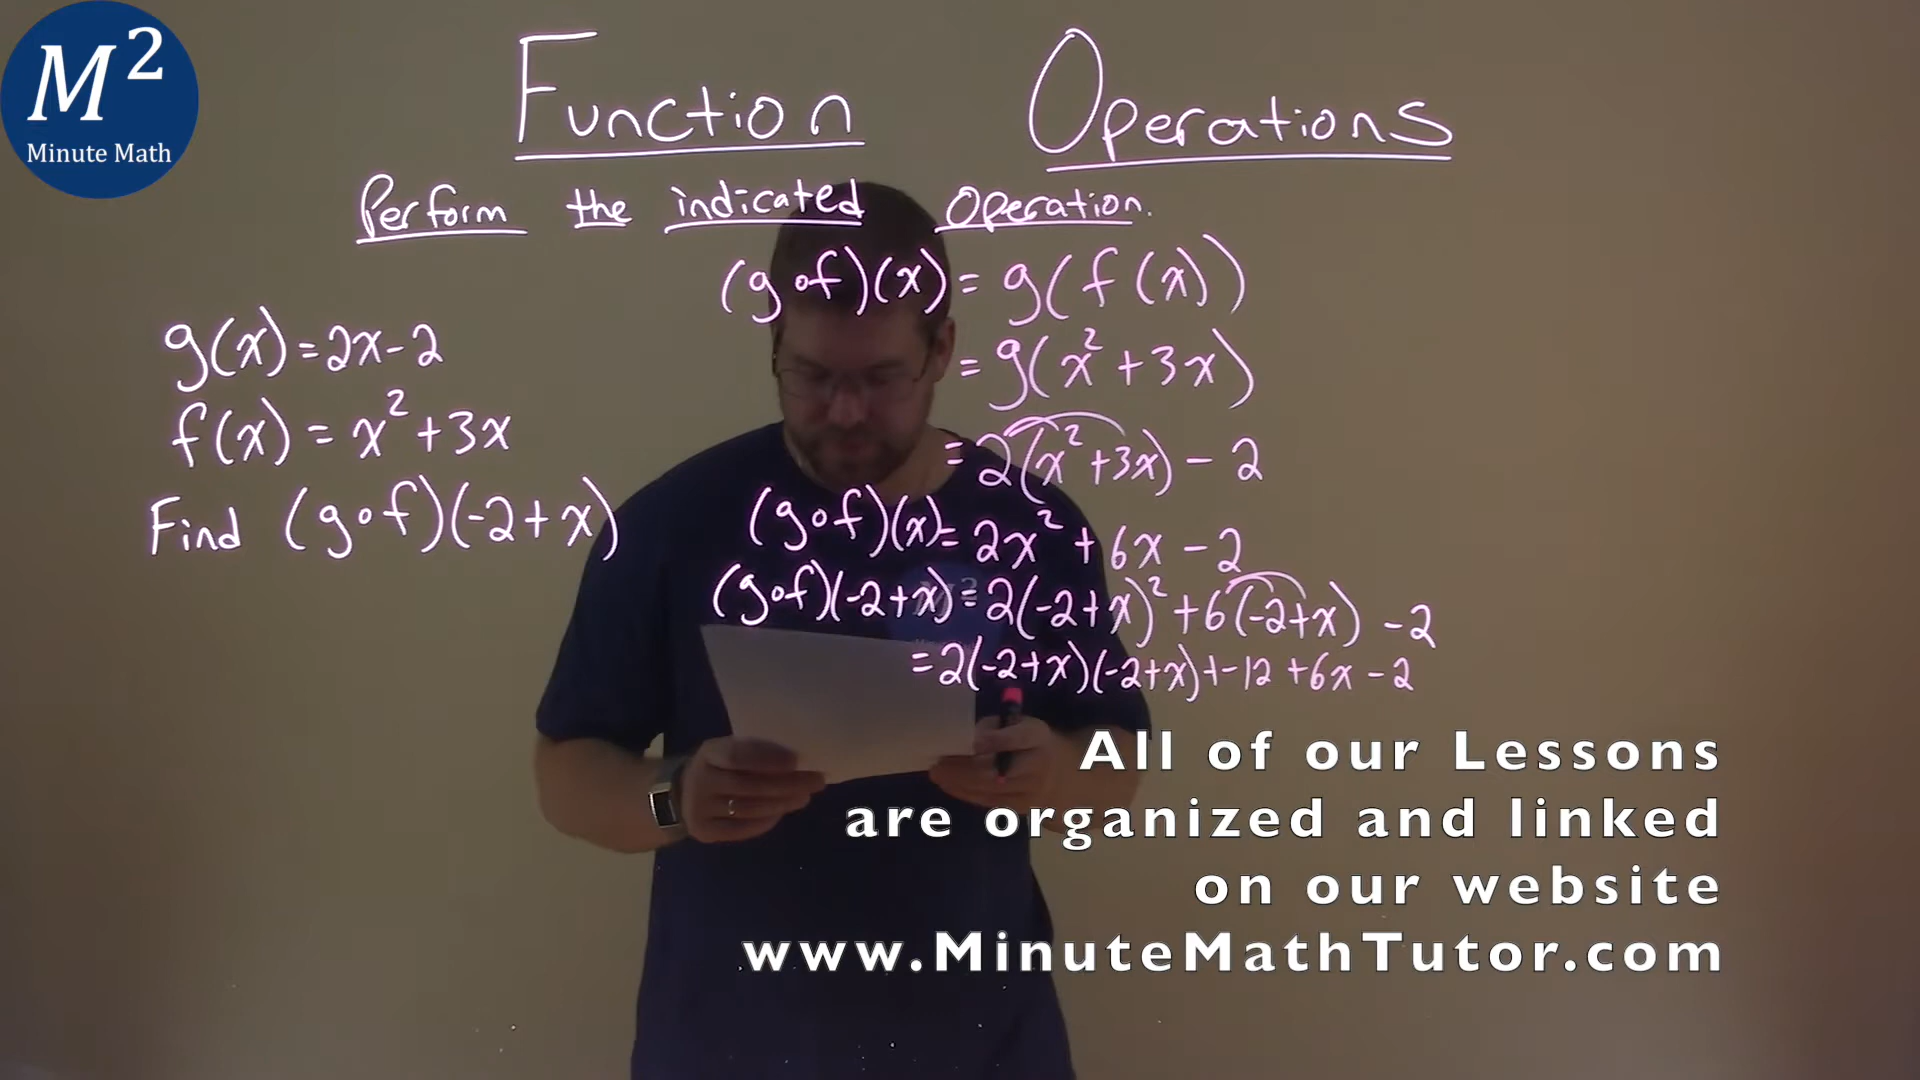 M²
Minute Math
Function Operations
Perform the indicated operation.
g(x) = 2x - 2
f(x) = x² + 3x
Find (g∘f)(-2+x)
(g∘f)(x) = g(f(x))
= g(x² + 3x)
= 2(x² + 3x) - 2
(g∘f)(x) = 2x² + 6x - 2
(g∘f)(-2+x) = 2(-2+x)² + 6(-2+x) - 2
= 2(-2+x)(-2+x) + -12 + 6x - 2
M²
All of our Lessons
are organized and linked
on our website
www.MinuteMathTutor.com